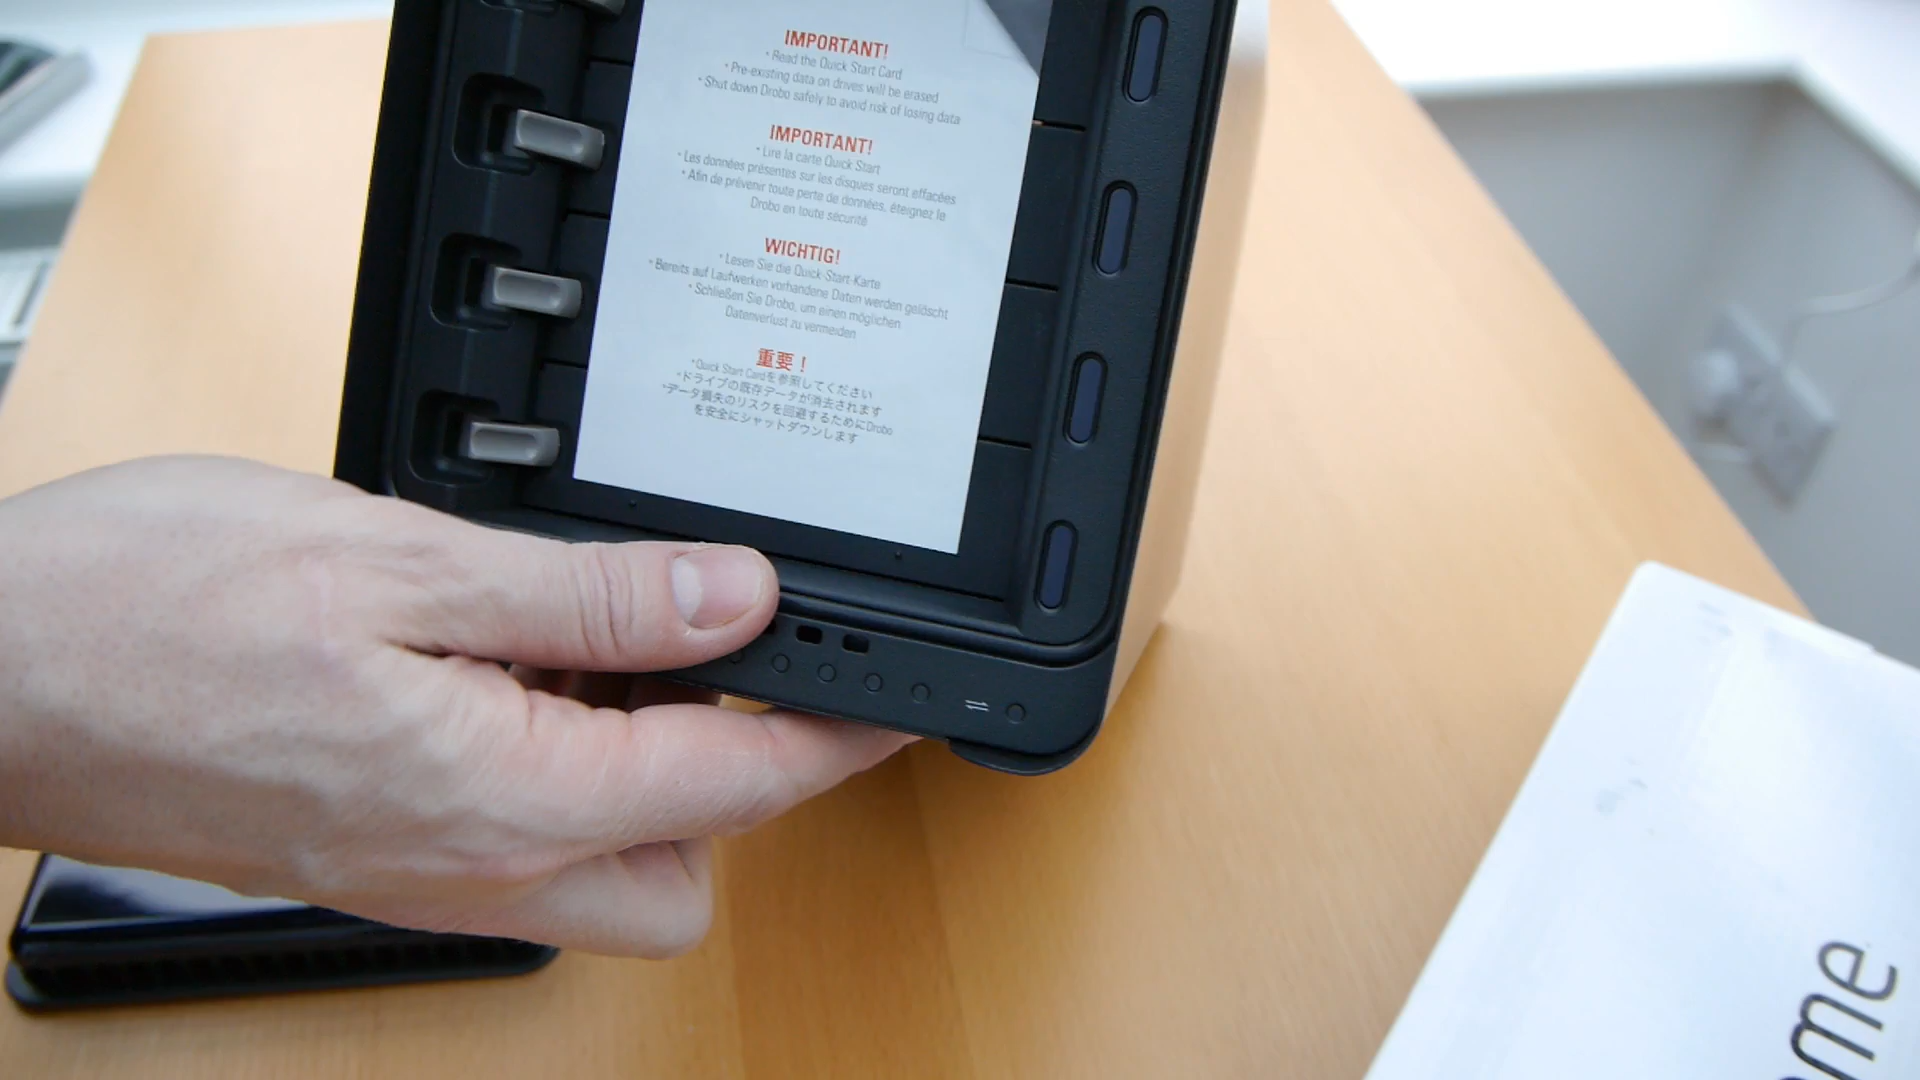 IMPORTANT!
• Read the Quick Start Card
• Pre-existing data on drives will be erased
• Shut down Drobo safely to avoid risk of losing data
IMPORTANT!
• Lire la carte Quick Start
• Les données présentes sur les disques seront effacées
• Afin de prévenir toute perte de données, éteignez le
Drobo en toute sécurité
WICHTIG!
• Lesen Sie die Quick-Start-Karte
• Bereits auf Laufwerken vorhandene Daten werden gelöscht
• Schließen Sie Drobo, um einen möglichen
Datenverlust zu vermeiden
重要！
• Quick Start Cardを参照してください
• ドライブの既存データが消去されます
• データ損失のリスクを回避するためにDrobo
を安全にシャットダウンします
ome